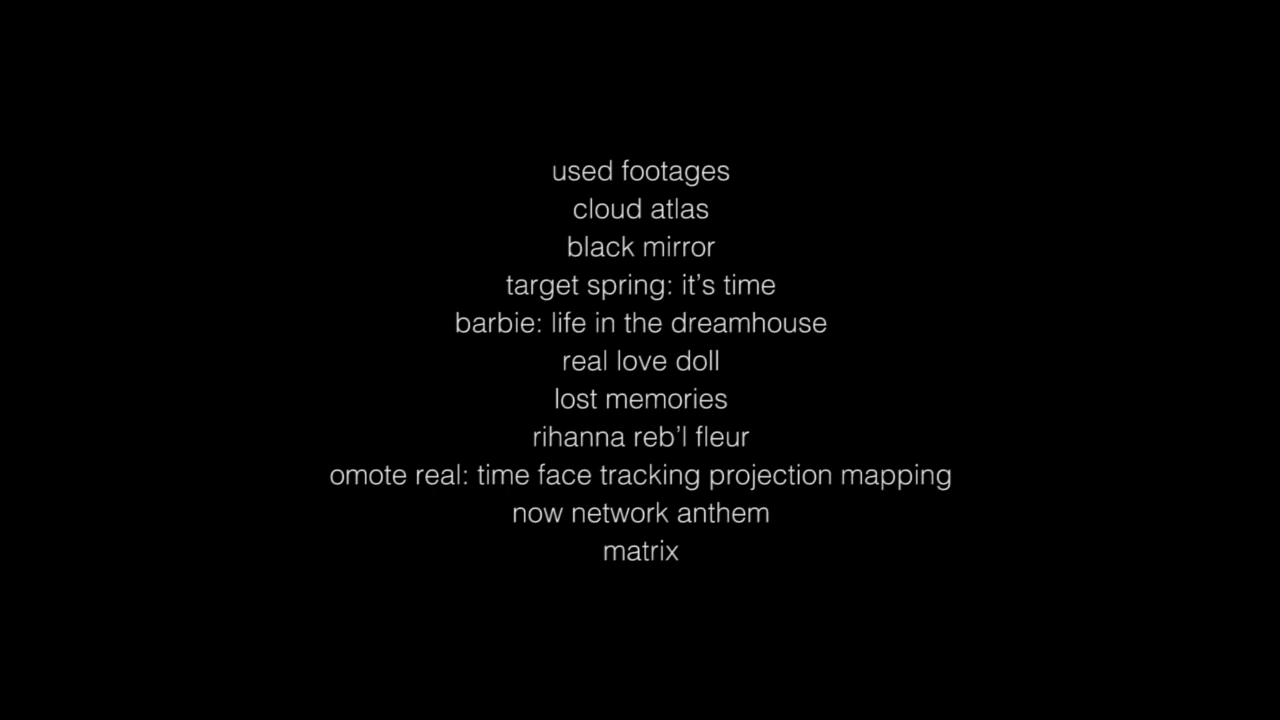 used footages
cloud atlas
black mirror
target spring: it’s time
barbie: life in the dreamhouse
real love doll
lost memories
rihanna reb’l fleur
omote real: time face tracking projection mapping
now network anthem
matrix